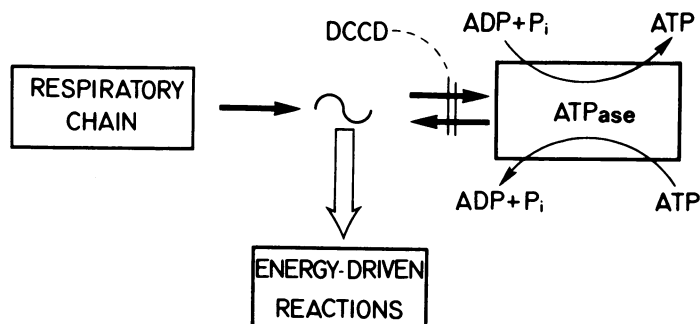 DCCD
ADP+Pi
ATP
RESPIRATORY
CHAIN
ATPase
ADP+Pi
ATP
ENERGY-DRIVEN
REACTIONS